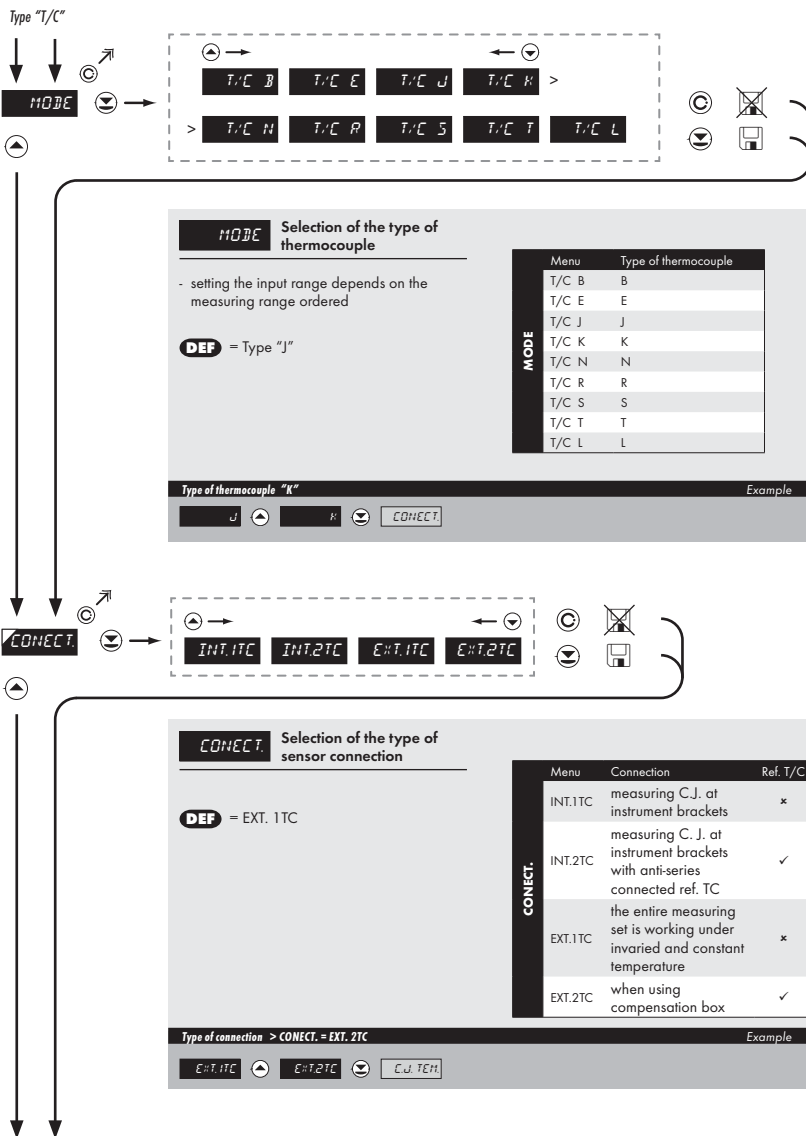 Type “T/C”
MODE
T/C B T/C E T/C J T/C K >
> T/C N T/C R T/C S T/C T T/C L
MODE Selection of the type of
thermocouple
- setting the input range depends on the
measuring range ordered
DEF = Type “J”
MODE
Menu Type of thermocouple
T/C B B
T/C E E
T/C J J
T/C K K
T/C N N
T/C R R
T/C S S
T/C T T
T/C L L
Type of thermocouple “K” Example
J K CONECT.
CONECT.
INT.1TC INT.2TC EXT.1TC EXT.2TC
CONECT. Selection of the type of
sensor connection
DEF = EXT. 1TC
CONECT.
Menu Connection Ref. T/C
INT.1TC measuring C.J. at
instrument brackets ×
INT.2TC measuring C. J. at
instrument brackets
with anti-series
connected ref. TC ✓
EXT.1TC the entire measuring
set is working under
invaried and constant
temperature ×
EXT.2TC when using
compensation box ✓
Type of connection > CONECT. = EXT. 2TC Example
EXT.1TC EXT.2TC C.J. TEM.